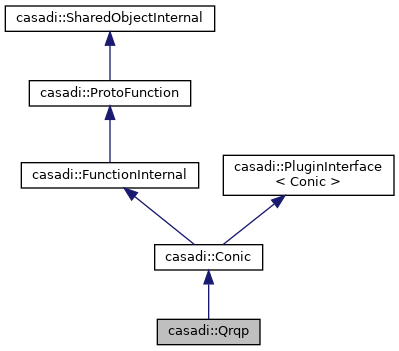 casadi::SharedObjectInternal
casadi::ProtoFunction
casadi::FunctionInternal
casadi::PluginInterface
< Conic >
casadi::Conic
casadi::Qrqp